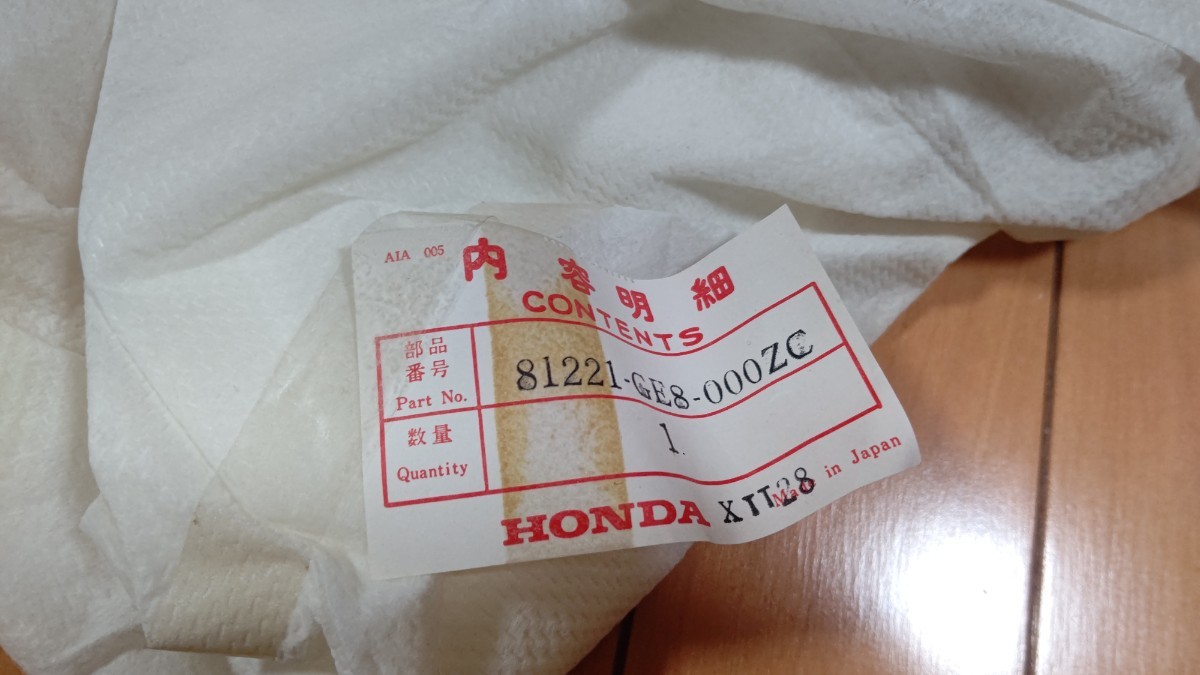 AIA 005
内容明細
CONTENTS
部品
番号
Part No.
81221-GE8-000ZC
数量
Quantity
1.
HONDA
XTT28
Made in Japan